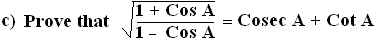 c) Prove that √((1 + Cos A)/(1 – Cos A)) = Cosec A + Cot A